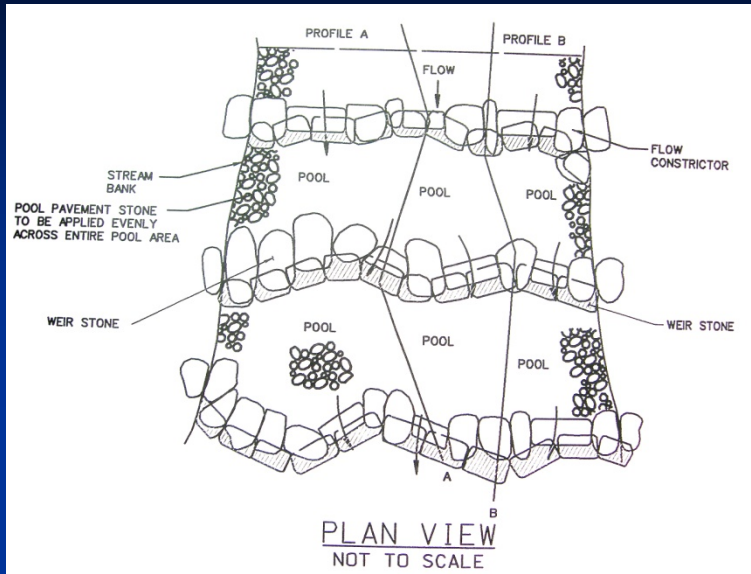 PROFILE A
PROFILE B
FLOW
FLOW
CONSTRICTOR
STREAM
BANK
POOL
POOL
POOL
POOL PAVEMENT STONE
TO BE APPLIED EVENLY
ACROSS ENTIRE POOL AREA
WEIR STONE
POOL
POOL
POOL
WEIR STONE
A
B
PLAN VIEW
NOT TO SCALE